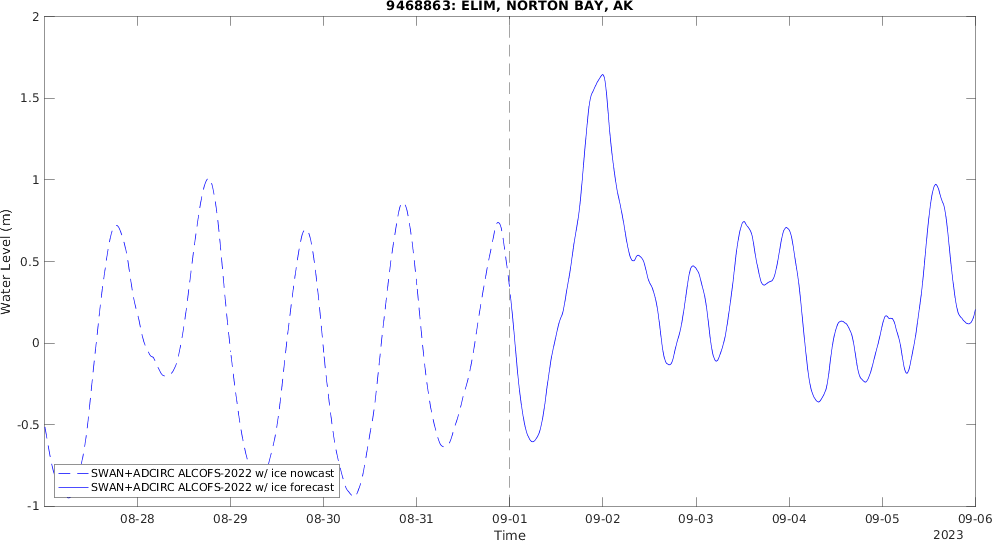 9468863: ELIM, NORTON BAY, AK
Water Level (m)
2
1.5
1
0.5
0
-0.5
-1
SWAN+ADCIRC ALCOFS-2022 w/ ice nowcast
SWAN+ADCIRC ALCOFS-2022 w/ ice forecast
08-28 08-29 08-30 08-31 09-01 09-02 09-03 09-04 09-05 09-06
Time
2023